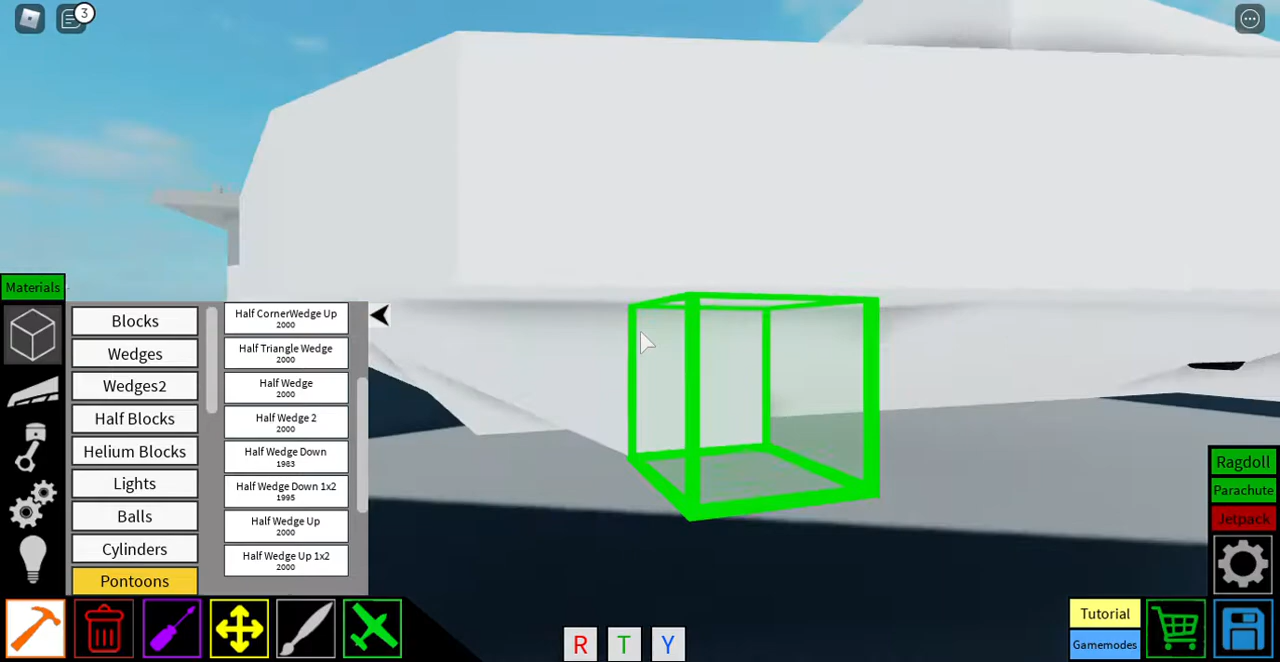 3
Materials
Blocks
Wedges
Wedges2
Half Blocks
Helium Blocks
Lights
Balls
Cylinders
Pontoons
Half CornerWedge Up
2000
Half Triangle Wedge
2000
Half Wedge
2000
Half Wedge 2
2000
Half Wedge Down
1983
Half Wedge Down 1x2
1995
Half Wedge Up
2000
Half Wedge Up 1x2
2000
R T Y
Ragdoll
Parachute
Jetpack
Tutorial
Gamemodes